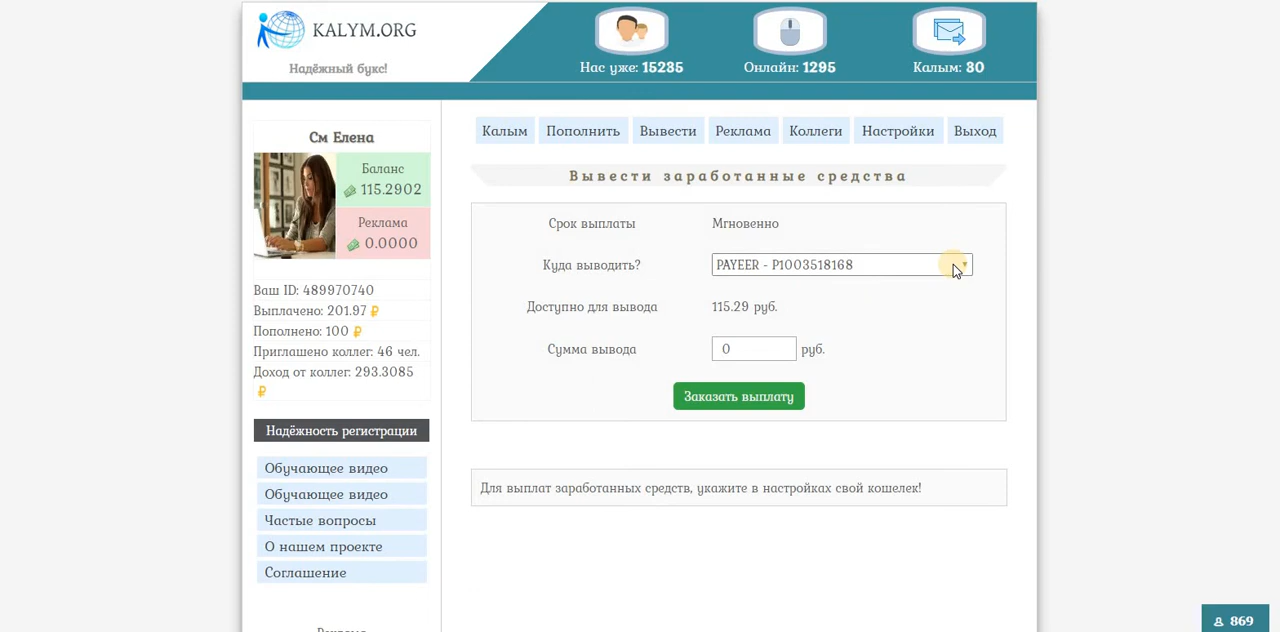 KALYM.ORG
Надёжный букс!
Нас уже: 15235
Онлайн: 1295
Калым: 30
См Елена
Баланс
115.2902
Реклама
0.0000
Ваш ID: 489970740
Выплачено: 201.97 ₽
Пополнено: 100 ₽
Приглашено коллег: 46 чел.
Доход от коллег: 293.3085
₽
Надёжность регистрации
Обучающее видео
Обучающее видео
Частые вопросы
О нашем проекте
Соглашение
Реклама
Калым Пополнить Вывести Реклама Коллеги Настройки Выход
Вывести заработанные средства
Срок выплаты Мгновенно
Куда выводить? PAYEER - P1003518168
Доступно для вывода 115.29 руб.
Сумма вывода 0 руб.
Заказать выплату
Для выплат заработанных средств, укажите в настройках свой кошелек!
869